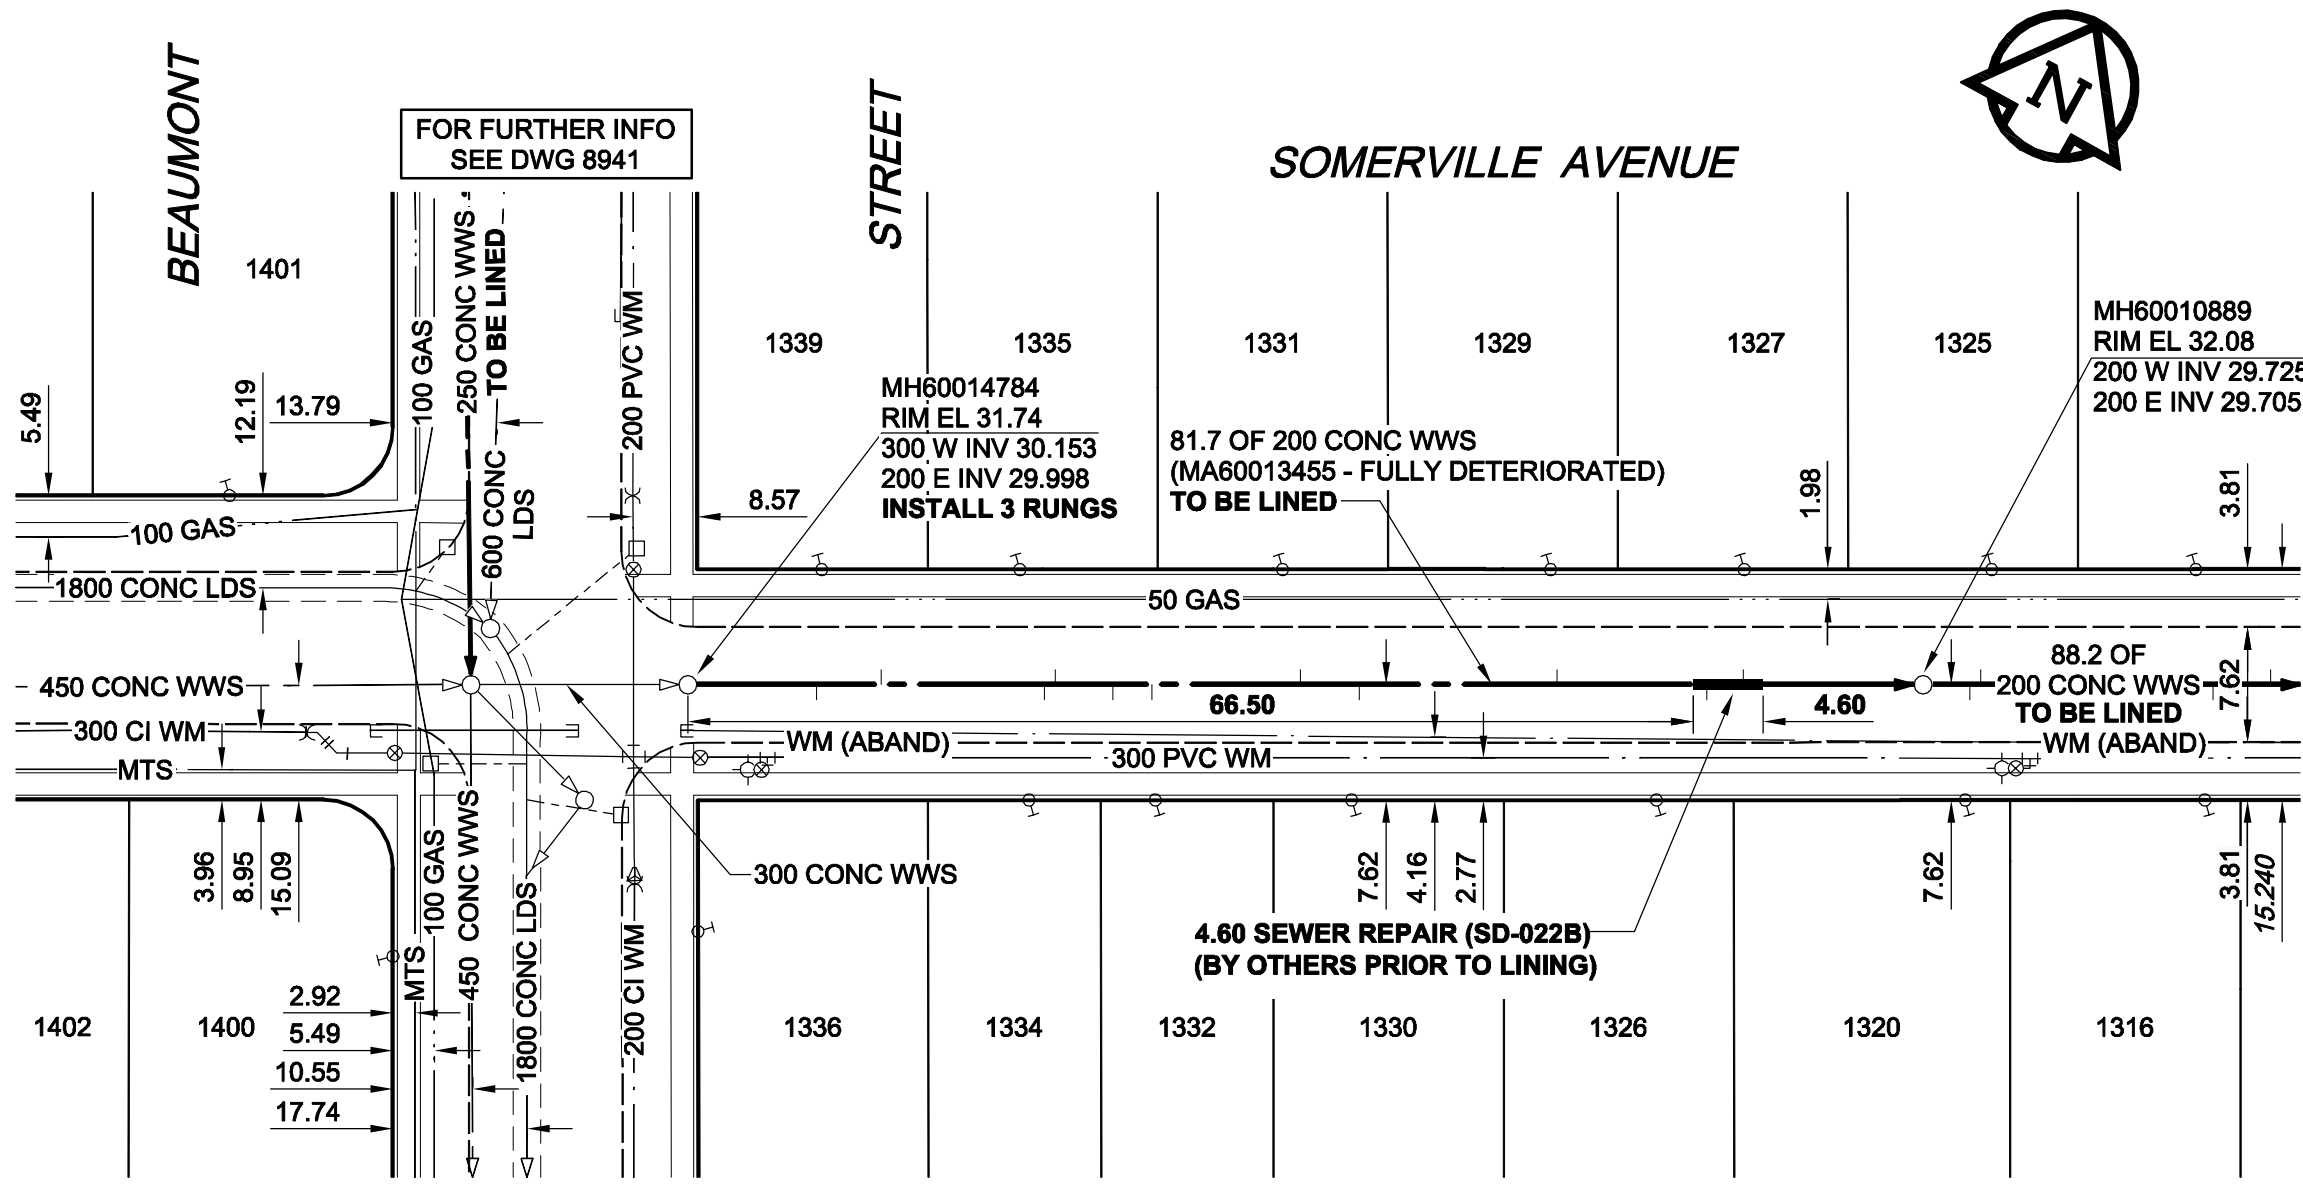 BEAUMONT
STREET
SOMERVILLE AVENUE
N
FOR FURTHER INFO
SEE DWG 8941
1401
5.49
12.19
13.79
100 GAS
250 CONC WWS
TO BE LINED
600 CONC
LDS
200 PVC WM
8.57
1339
1335
1331
1329
1327
1325
MH60014784
RIM EL 31.74
300 W INV 30.153
200 E INV 29.998
INSTALL 3 RUNGS
81.7 OF 200 CONC WWS
(MA60013455 - FULLY DETERIORATED)
TO BE LINED
MH60010889
RIM EL 32.08
200 W INV 29.725
200 E INV 29.705
1.98
3.81
100 GAS
1800 CONC LDS
50 GAS
450 CONC WWS
300 CI WM
MTS
66.50
4.60
88.2 OF
200 CONC WWS
TO BE LINED
7.62
WM (ABAND)
WM (ABAND)
300 PVC WM
3.96
8.95
15.09
100 GAS
MTS
450 CONC WWS
1800 CONC LDS
200 CI WM
300 CONC WWS
7.62
4.16
2.77
7.62
3.81
15.240
4.60 SEWER REPAIR (SD-022B)
(BY OTHERS PRIOR TO LINING)
2.92
5.49
10.55
17.74
1402
1400
1336
1334
1332
1330
1326
1320
1316